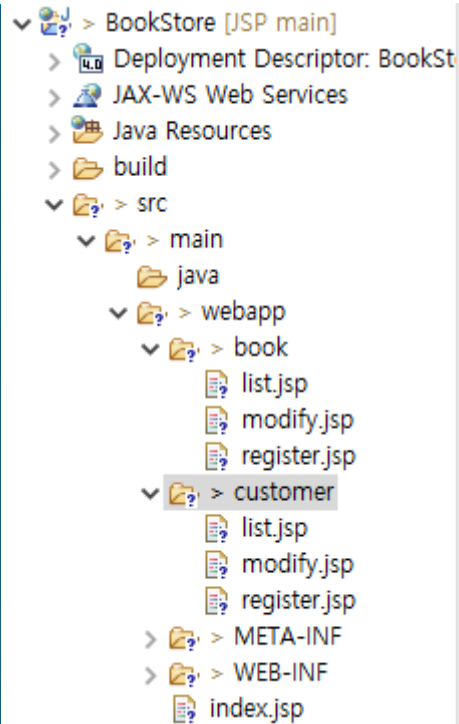 > BookStore [JSP main]
Deployment Descriptor: BookSt
JAX-WS Web Services
Java Resources
build
> src
> main
java
> webapp
> book
list.jsp
modify.jsp
register.jsp
> customer
list.jsp
modify.jsp
register.jsp
> META-INF
> WEB-INF
index.jsp